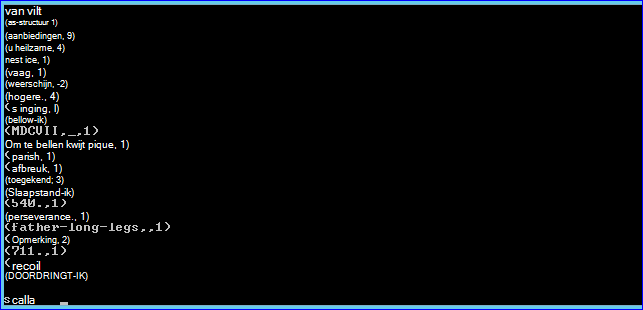 van vilt
(as-structuur 1)
(aanbiedingen, 9)
(u heilzame, 4)
nest ice, 1)
(vaag, 1)
(weerschijn, -2)
(hogere., 4)
(s inging, I)
(bellow-ik)
(MDCVII,_,1)
Om te bellen kwijt pique, 1)
(parish, 1)
(afbreuk, 1)
(toegekend; 3)
(Slaapstand-ik)
(540.,1)
(perseverance., 1)
(father-long-legs,,1)
(Opmerking, 2)
(711.,1)
(recoil
(DOORDRINGT-IK)
s calla _